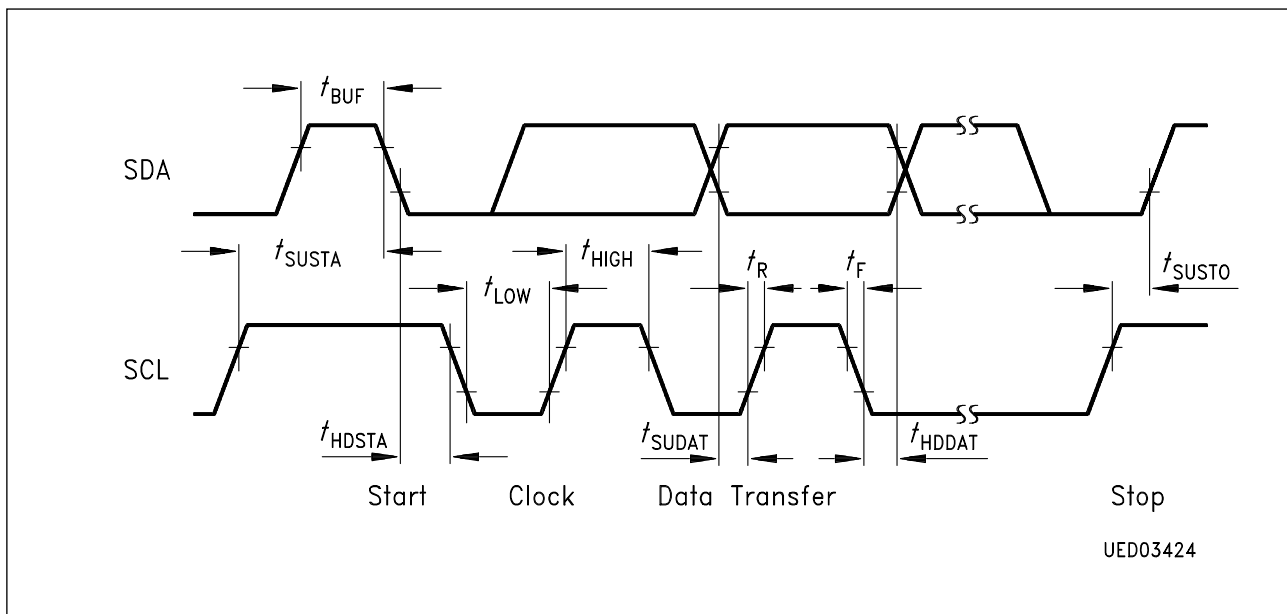 tBUF
SDA
tSUSTA
tHIGH
tLOW
tR
tF
tSUSTO
SCL
tHDSTA
tSUDAT
tHDDAT
Start Clock Data Transfer Stop
UED03424